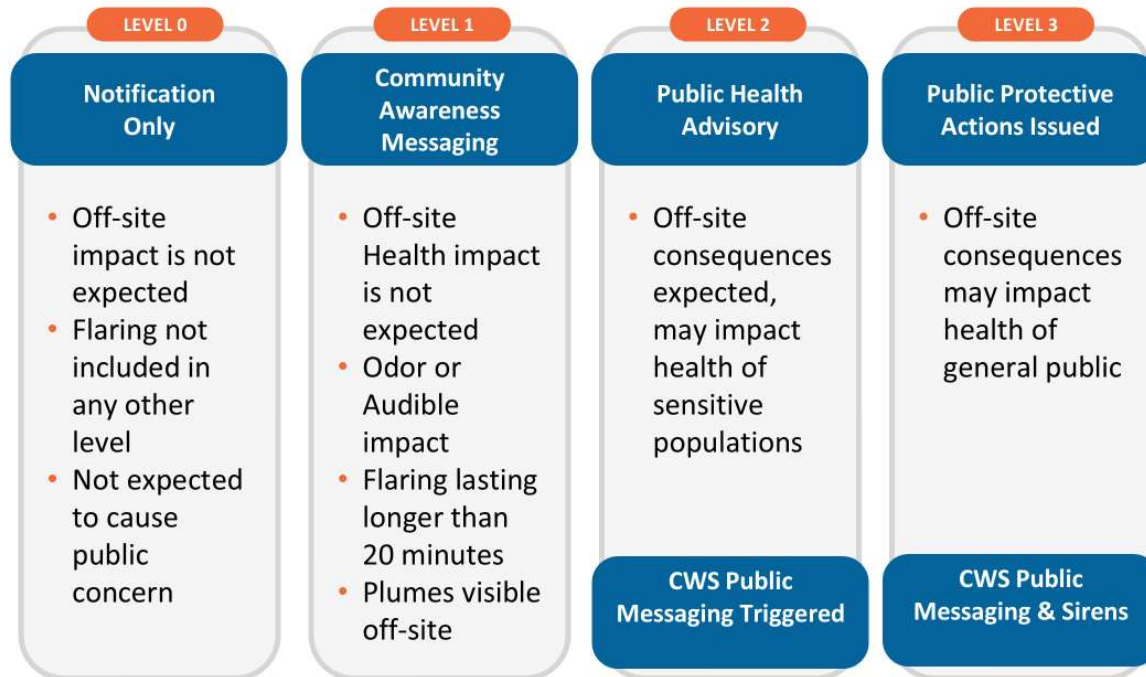 LEVEL 0
Notification
Only
• Off-site
impact is not
expected
• Flaring not
included in
any other
level
• Not expected
to cause
public
concern
LEVEL 1
Community
Awareness
Messaging
• Off-site
Health impact
is not
expected
• Odor or
Audible
impact
• Flaring lasting
longer than
20 minutes
• Plumes visible
off-site
LEVEL 2
Public Health
Advisory
• Off-site
consequences
expected,
may impact
health of
sensitive
populations
CWS Public
Messaging Triggered
LEVEL 3
Public Protective
Actions Issued
• Off-site
consequences
may impact
health of
general public
CWS Public
Messaging & Sirens